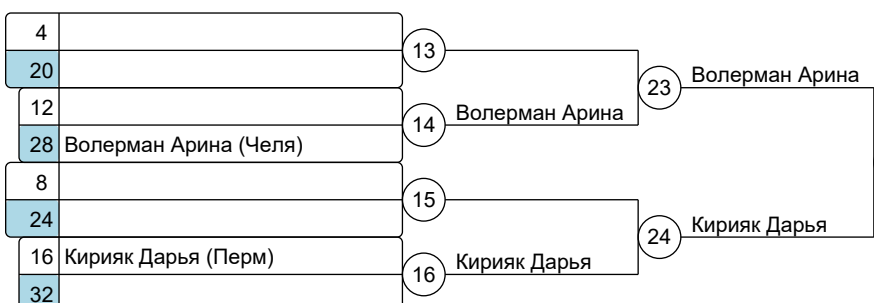 4
13
20
23 Волерман Арина
12
14 Волерман Арина
28 Волерман Арина (Челя)
8
15
24
24 Кирияк Дарья
16 Кирияк Дарья (Перм)
16 Кирияк Дарья
32